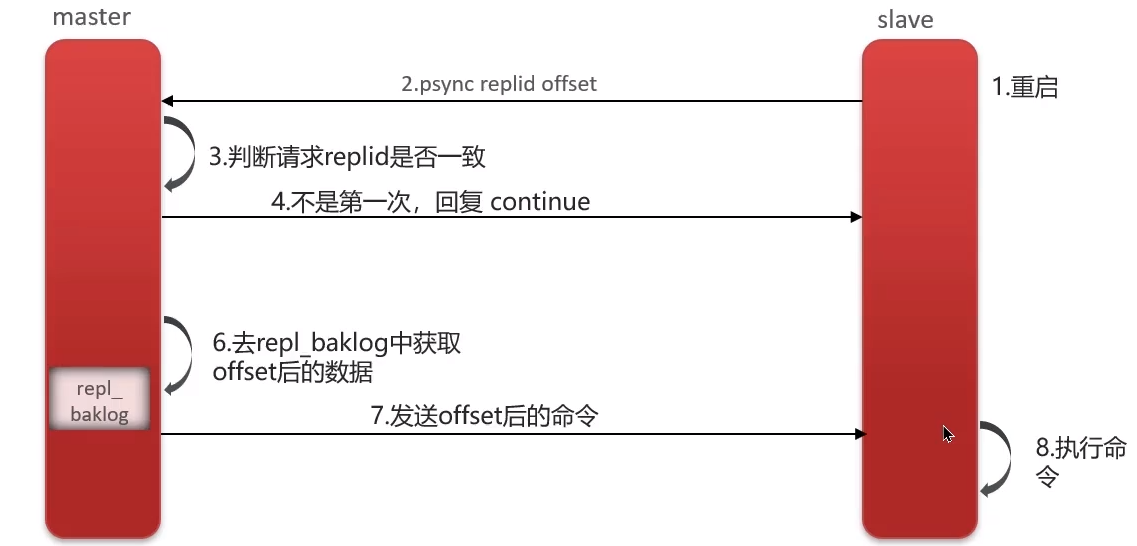 master
slave
1.重启
2.psync replid offset
3.判断请求replid是否一致
4.不是第一次，回复 continue
6.去repl_baklog中获取
offset后的数据
repl_
baklog
7.发送offset后的命令
8.执行命
令